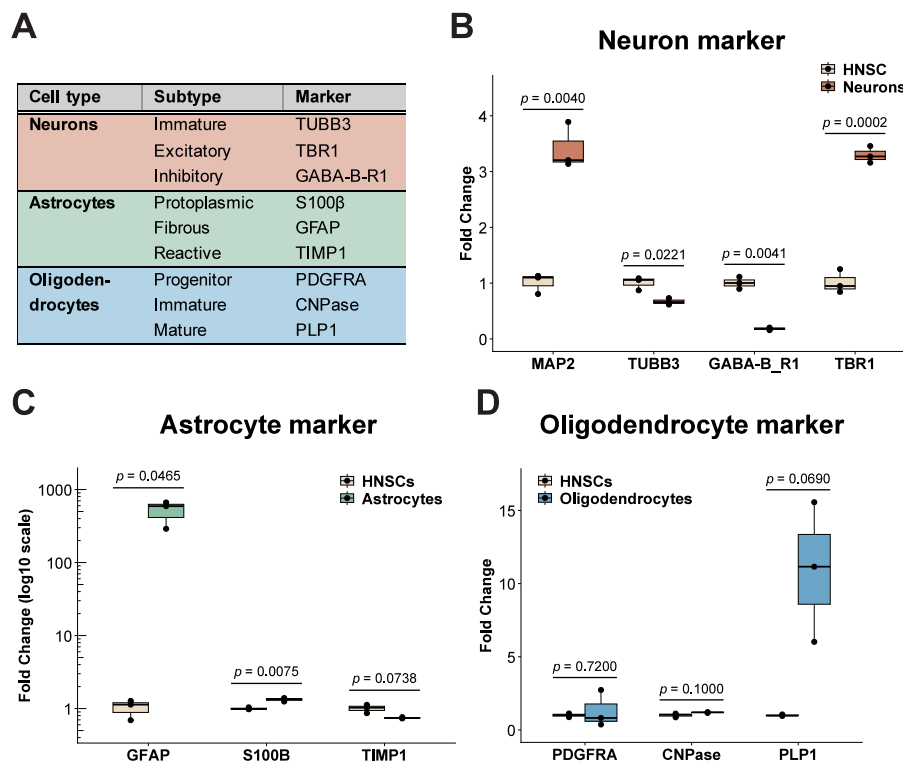 A
Cell type Subtype Marker
Neurons Immature TUBB3
Excitatory TBR1
Inhibitory GABA-B-R1
Astrocytes Protoplasmic S100β
Fibrous GFAP
Reactive TIMP1
Oligoden- Progenitor PDGFRA
drocytes Immature CNPase
Mature PLP1
B
Neuron marker
HNSC
Neurons
p = 0.0040
p = 0.0221
p = 0.0041
p = 0.0002
Fold Change
4
3
2
1
0
MAP2 TUBB3 GABA-B_R1 TBR1
C
Astrocyte marker
HNSCs
Astrocytes
p = 0.0465
p = 0.0075
p = 0.0738
Fold Change (log10 scale)
1000
100
10
1
GFAP S100B TIMP1
D
Oligodendrocyte marker
HNSCs
Oligodendrocytes
p = 0.7200
p = 0.1000
p = 0.0690
Fold Change
15
10
5
0
PDGFRA CNPase PLP1